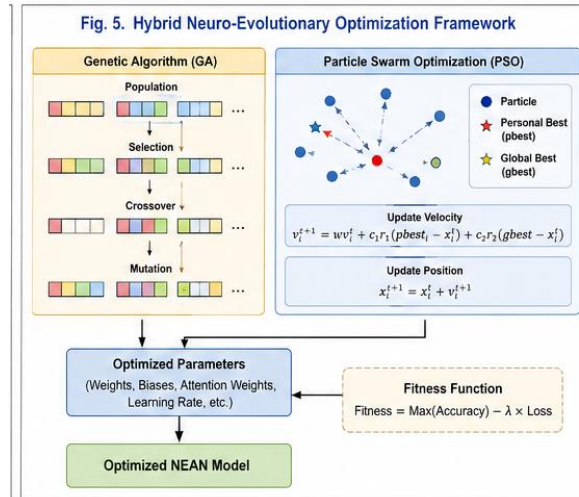 Fig. 5. Hybrid Neuro-Evolutionary Optimization Framework
Genetic Algorithm (GA)
Population
...
Selection
...
Crossover
...
Mutation
...
Particle Swarm Optimization (PSO)
Particle
Personal Best (pbest)
Global Best (gbest)
Update Velocity
$v_i^{t+1} = wv_i^t + c_1r_1(pbest_i - x_i^t) + c_2r_2(gbest - x_i^t)$
Update Position
$x_i^{t+1} = x_i^t + v_i^{t+1}$
Optimized Parameters
(Weights, Biases, Attention Weights,
Learning Rate, etc.)
Fitness Function
Fitness = Max(Accuracy) − λ × Loss
Optimized NEAN Model